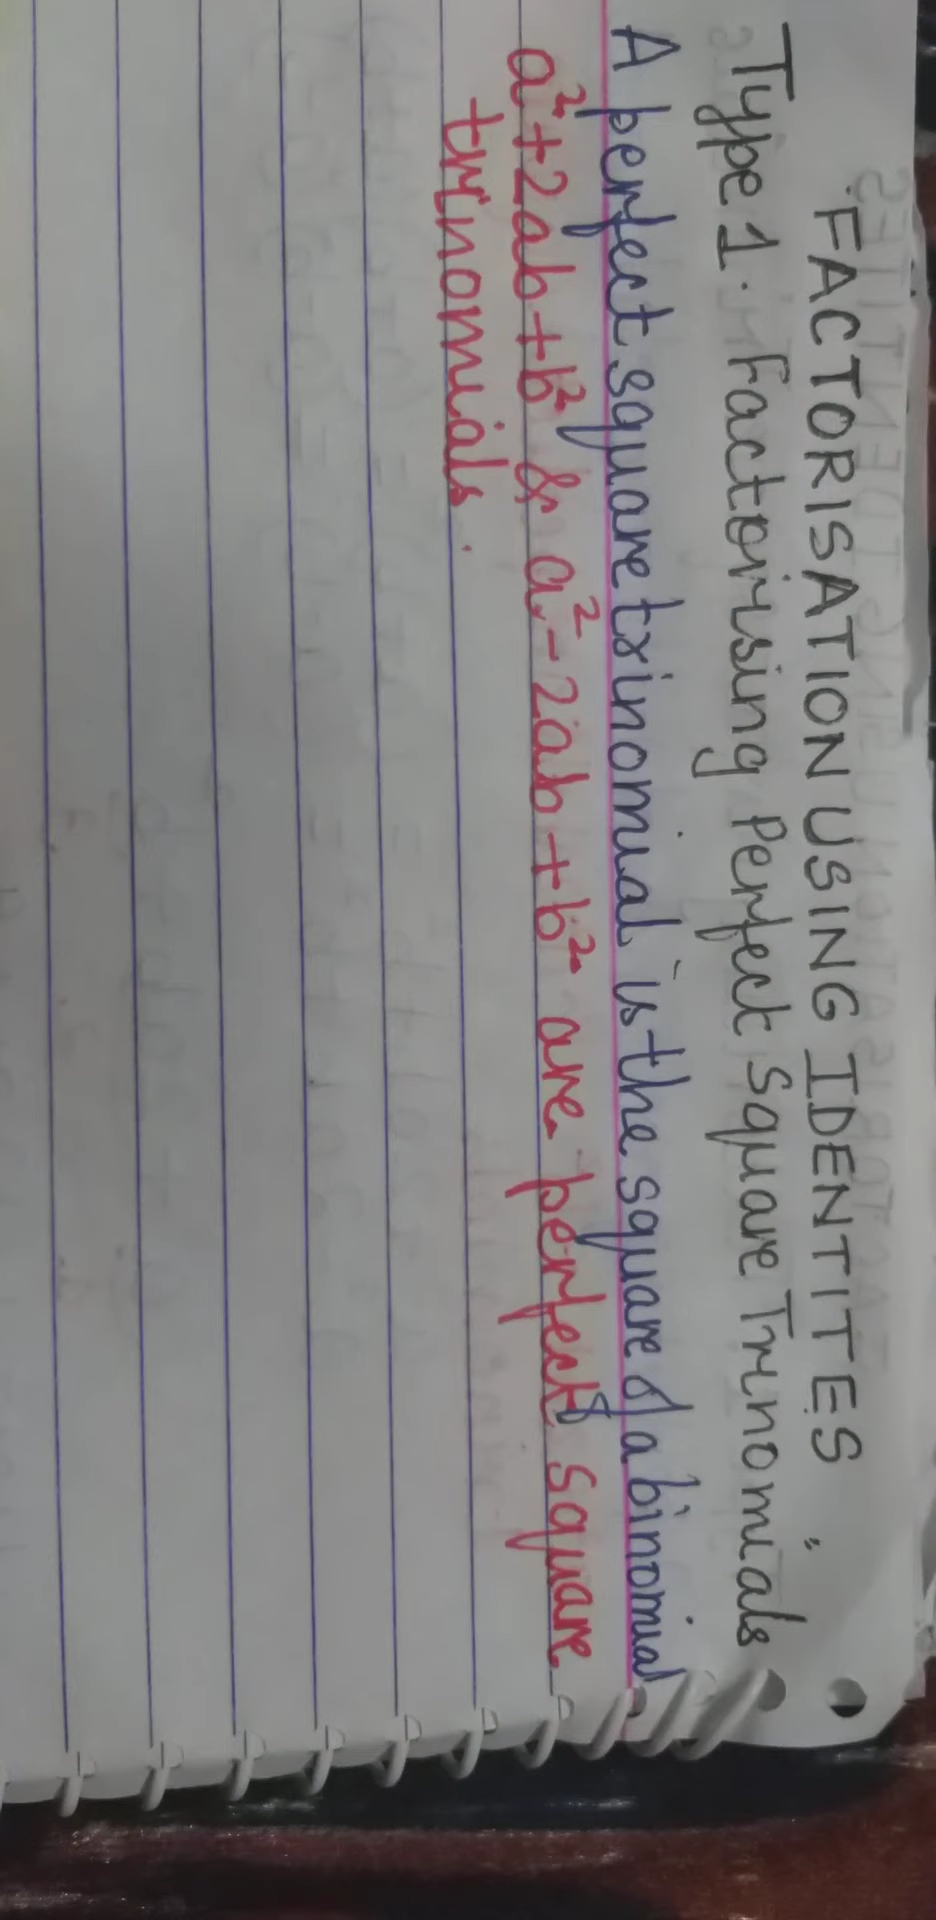 FACTORISATION USING IDENTITES
Type 1. Factorising Perfect Square Trinomials
A perfect square trinomial is the square of a binomial
a²+2ab+b² & a²-2ab+b² are perfect square
trinomials.